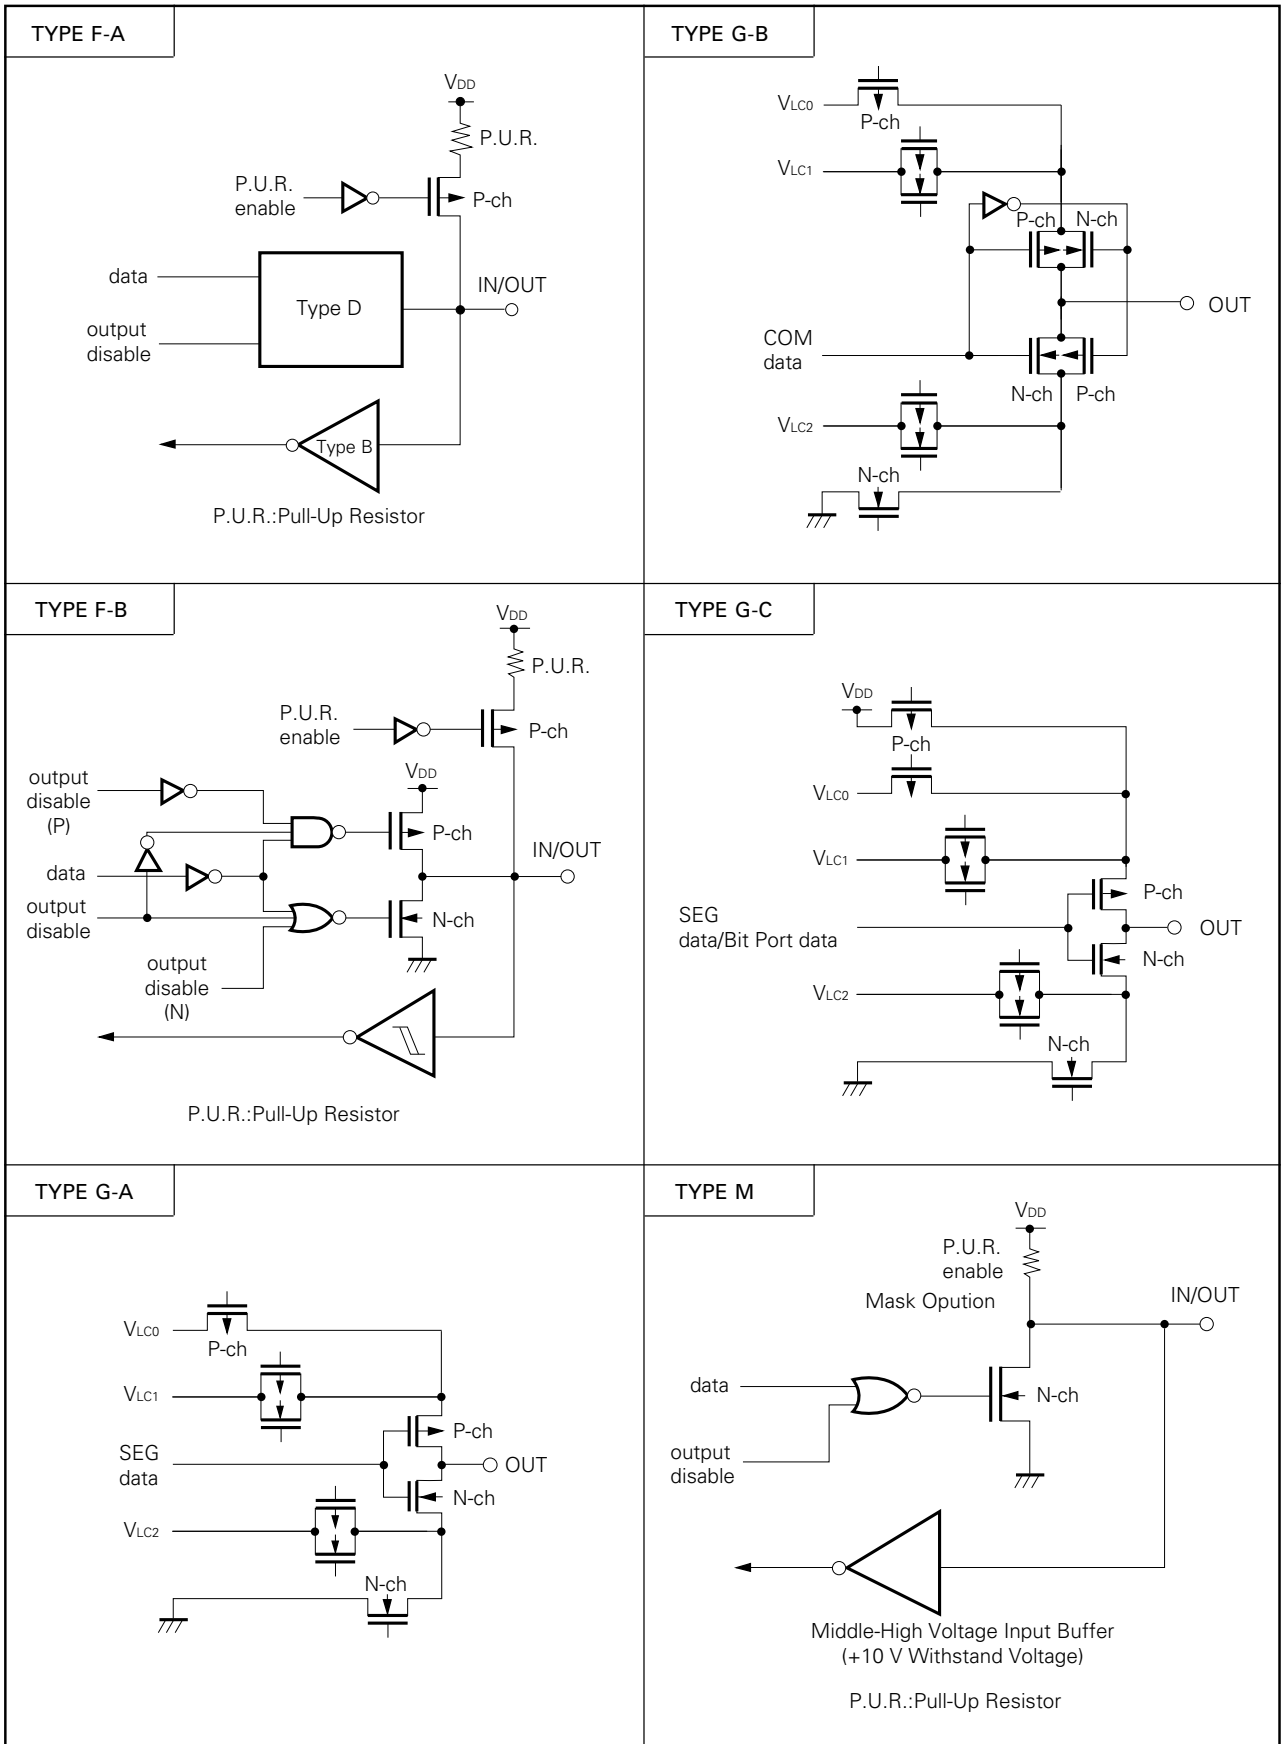 TYPE F-A
VDD
P.U.R.
P.U.R.
enable
P-ch
data
IN/OUT
Type D
output
disable
Type B
P.U.R.:Pull-Up Resistor
TYPE G-B
VLC0
P-ch
VLC1
P-ch
N-ch
OUT
COM
data
N-ch
P-ch
VLC2
N-ch
TYPE F-B
VDD
P.U.R.
P.U.R.
enable
P-ch
output
disable
(P)
VDD
P-ch
IN/OUT
data
output
disable
N-ch
output
disable
(N)
P.U.R.:Pull-Up Resistor
TYPE G-C
VDD
P-ch
VLC0
VLC1
P-ch
SEG
data/Bit Port data
OUT
N-ch
VLC2
N-ch
TYPE G-A
VLC0
P-ch
VLC1
P-ch
SEG
data
OUT
N-ch
VLC2
N-ch
TYPE M
VDD
P.U.R.
enable
Mask Opution
IN/OUT
data
N-ch
output
disable
Middle-High Voltage Input Buffer
(+10 V Withstand Voltage)
P.U.R.:Pull-Up Resistor